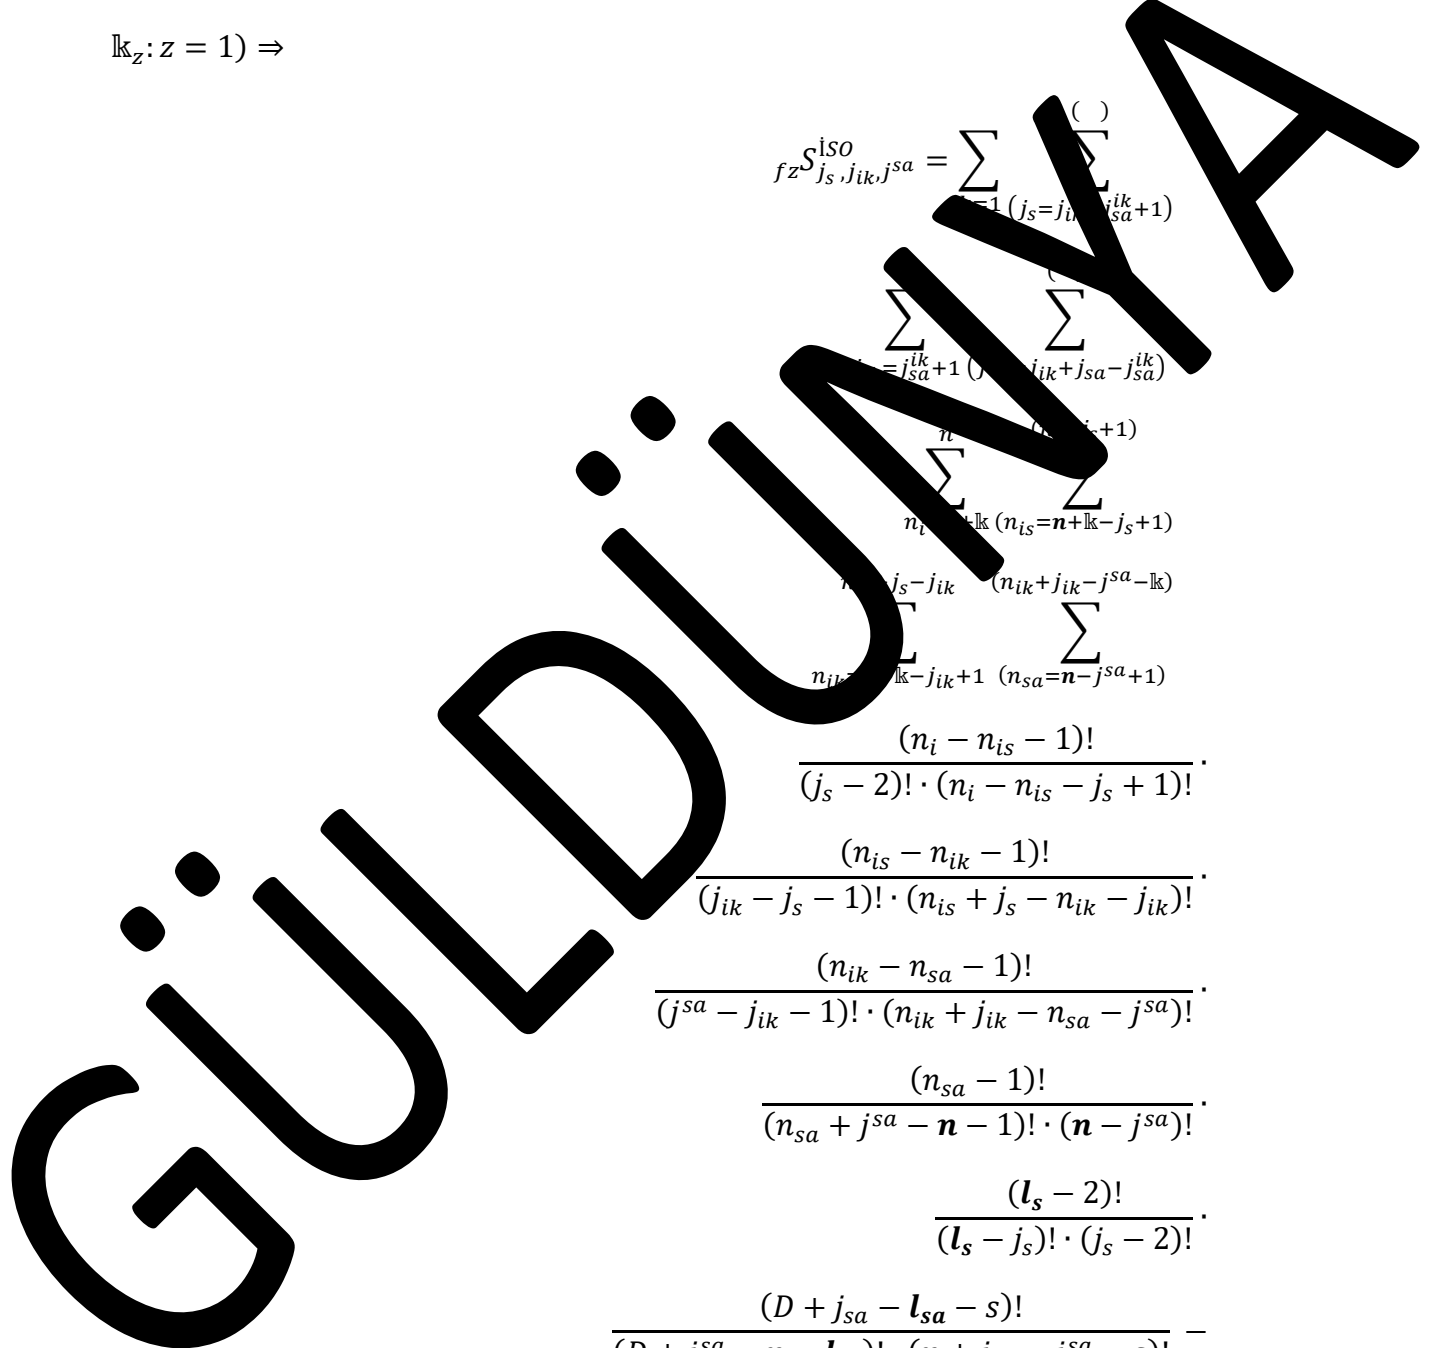 𝕜_z: z = 1) ⇒
_{fz}S^{İSO}_{j_s, j_{ik}, j^{sa}} = ∑ ∑^{( )}
=1 (j_s=j_{ik} j^{ik}_{sa}+1)
∑ ∑
=j^{ik}_{sa}+1 ( j_{ik}+j_{sa}−j^{ik}_{sa})
n +1)
∑ ∑
n_i +𝕜 (n_{is}=𝒏+𝕜−j_s+1)
j_s−j_{ik} (n_{ik}+j_{ik}−j^{sa}−𝕜)
∑ ∑
n_{ik} 𝕜−j_{ik}+1 (n_{sa}=𝒏−j^{sa}+1)
(n_i − n_{is} − 1)!
(j_s − 2)! · (n_i − n_{is} − j_s + 1)! ·
(n_{is} − n_{ik} − 1)!
(j_{ik} − j_s − 1)! · (n_{is} + j_s − n_{ik} − j_{ik})! ·
(n_{ik} − n_{sa} − 1)!
(j^{sa} − j_{ik} − 1)! · (n_{ik} + j_{ik} − n_{sa} − j^{sa})! ·
(n_{sa} − 1)!
(n_{sa} + j^{sa} − 𝒏 − 1)! · (𝒏 − j^{sa})! ·
(𝒍_𝒔 − 2)!
(𝒍_𝒔 − j_s)! · (j_s − 2)! ·
(D + j_{sa} − 𝒍_{𝒔𝒂} − s)! −
GÜLDÜNYA